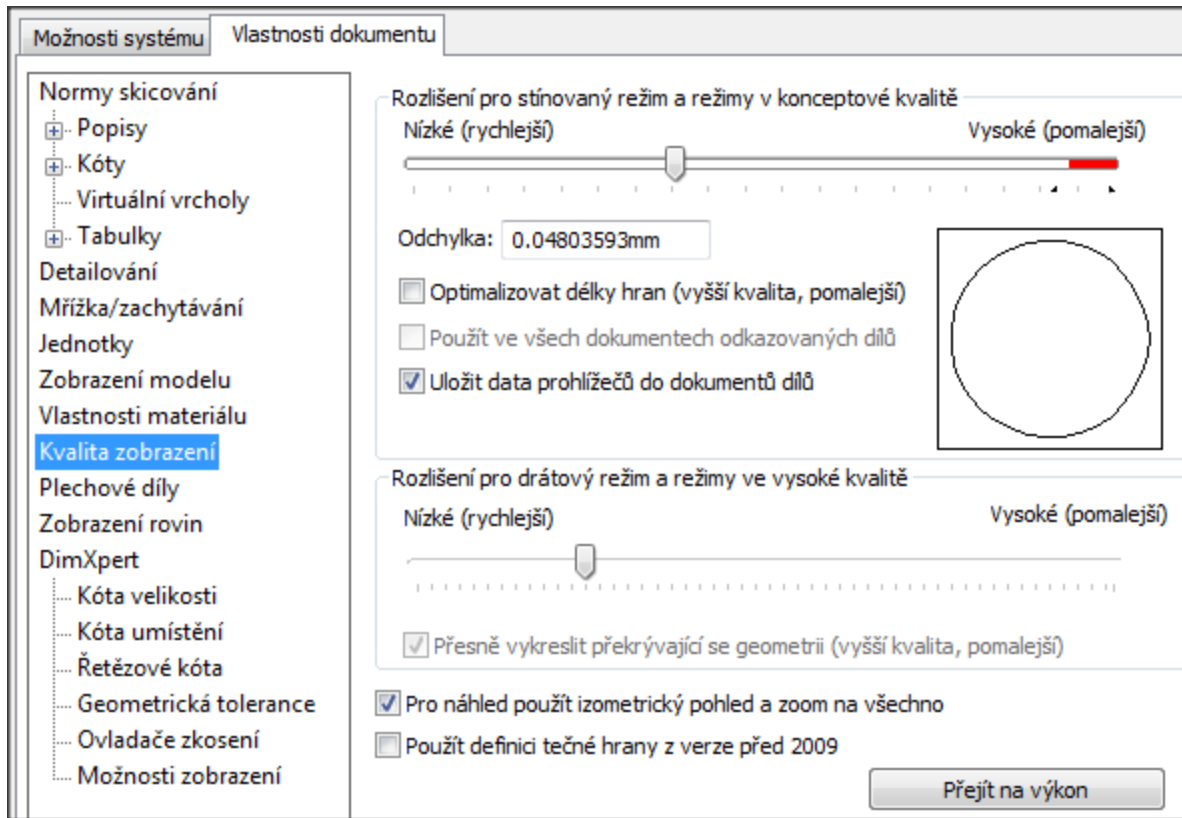 Možnosti systému
Vlastnosti dokumentu
Normy skicování
Popisy
Kóty
Virtuální vrcholy
Tabulky
Detailování
Mřížka/zachytávání
Jednotky
Zobrazení modelu
Vlastnosti materiálu
Kvalita zobrazení
Plechové díly
Zobrazení rovin
DimXpert
Kóta velikosti
Kóta umístění
Řetězové kóta
Geometrická tolerance
Ovladače zkosení
Možnosti zobrazení
Rozlišení pro stínovaný režim a režimy v konceptové kvalitě
Nízké (rychlejší)
Vysoké (pomalejší)
Odchylka: 0.04803593mm
Optimalizovat délky hran (vyšší kvalita, pomalejší)
Použít ve všech dokumentech odkazovaných dílů
Uložit data prohlížečů do dokumentů dílů
Rozlišení pro drátový režim a režimy ve vysoké kvalitě
Nízké (rychlejší)
Vysoké (pomalejší)
Přesně vykreslit překrývající se geometrii (vyšší kvalita, pomalejší)
Pro náhled použít izometrický pohled a zoom na všechno
Použít definici tečné hrany z verze před 2009
Přejít na výkon